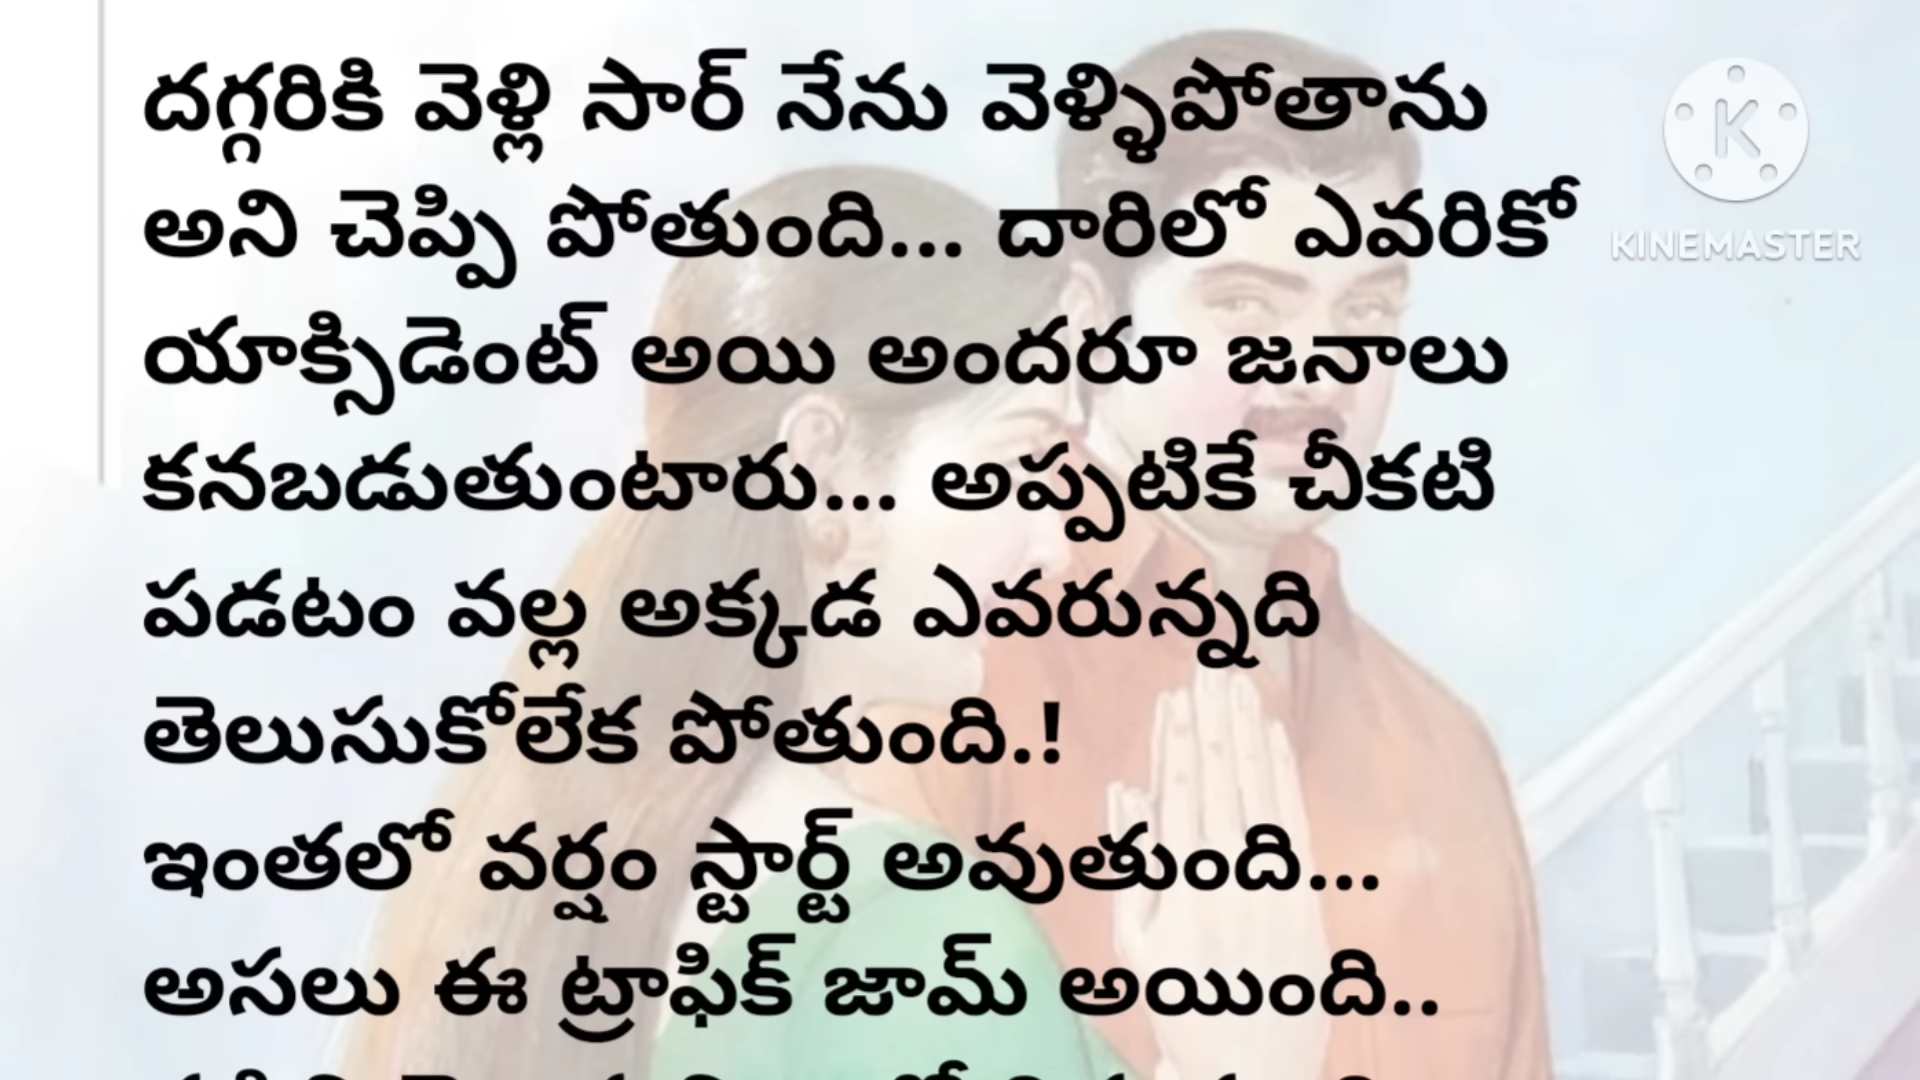 దగ్గరికి వెళ్లి సార్ నేను వెళ్ళిపోతాను
అని చెప్పి పోతుంది... దారిలో ఎవరికో
యాక్సిడెంట్ అయి అందరూ జనాలు
కనబడుతుంటారు... అప్పటికే చీకటి
పడటం వల్ల అక్కడ ఎవరున్నది
తెలుసుకోలేక పోతుంది.!
ఇంతలో వర్షం స్టార్ట్ అవుతుంది...
అసలు ఈ ట్రాఫిక్ జామ్ అయింది..
K
KINEMASTER